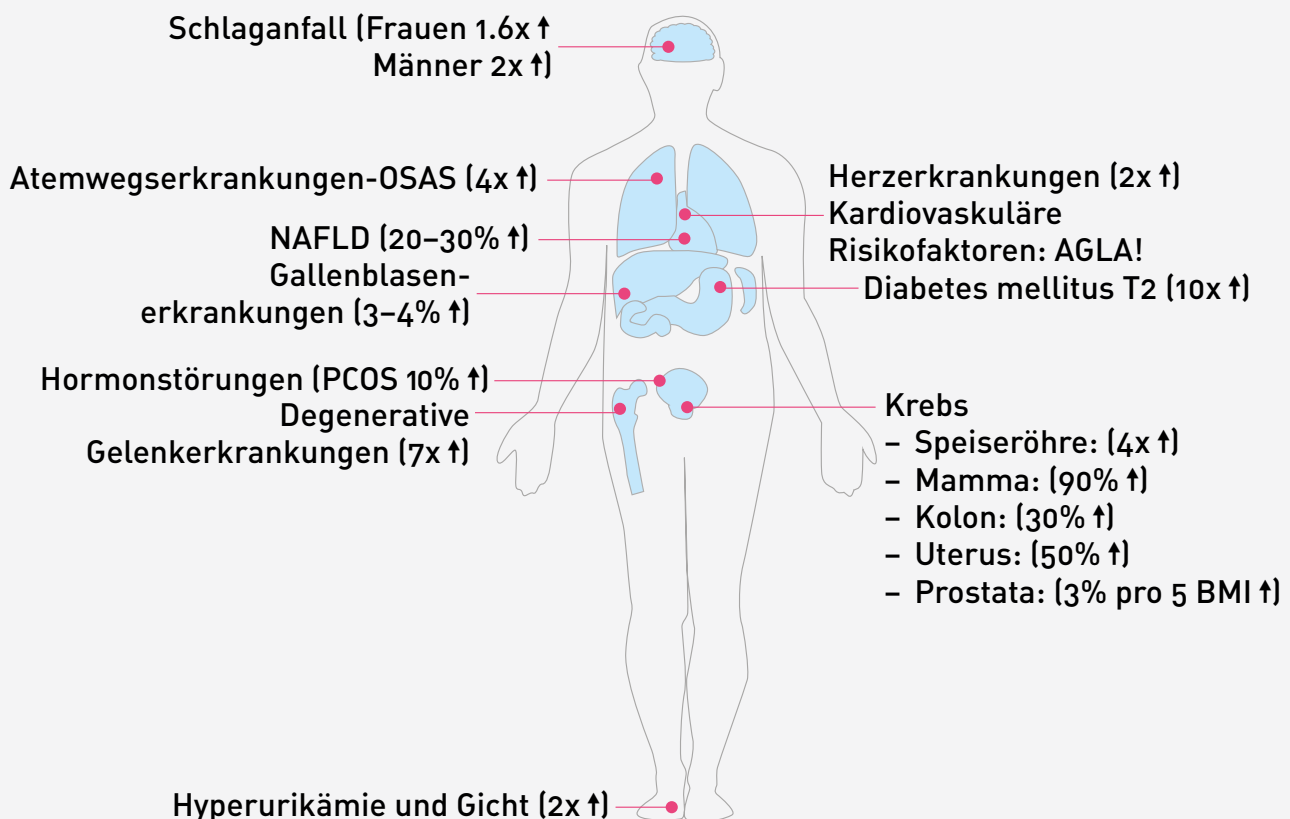 Schlaganfall (Frauen 1.6x ↑
Männer 2x ↑)
Atemwegserkrankungen-OSAS (4x ↑)
NAFLD (20–30% ↑)
Gallenblasen-
erkrankungen (3–4% ↑)
Hormonstörungen (PCOS 10% ↑)
Degenerative
Gelenkerkrankungen (7x ↑)
Hyperurikämie und Gicht (2x ↑)
Herzerkrankungen (2x ↑)
Kardiovaskuläre
Risikofaktoren: AGLA!
Diabetes mellitus T2 (10x ↑)
Krebs
– Speiseröhre: (4x ↑)
– Mamma: (90% ↑)
– Kolon: (30% ↑)
– Uterus: (50% ↑)
– Prostata: (3% pro 5 BMI ↑)